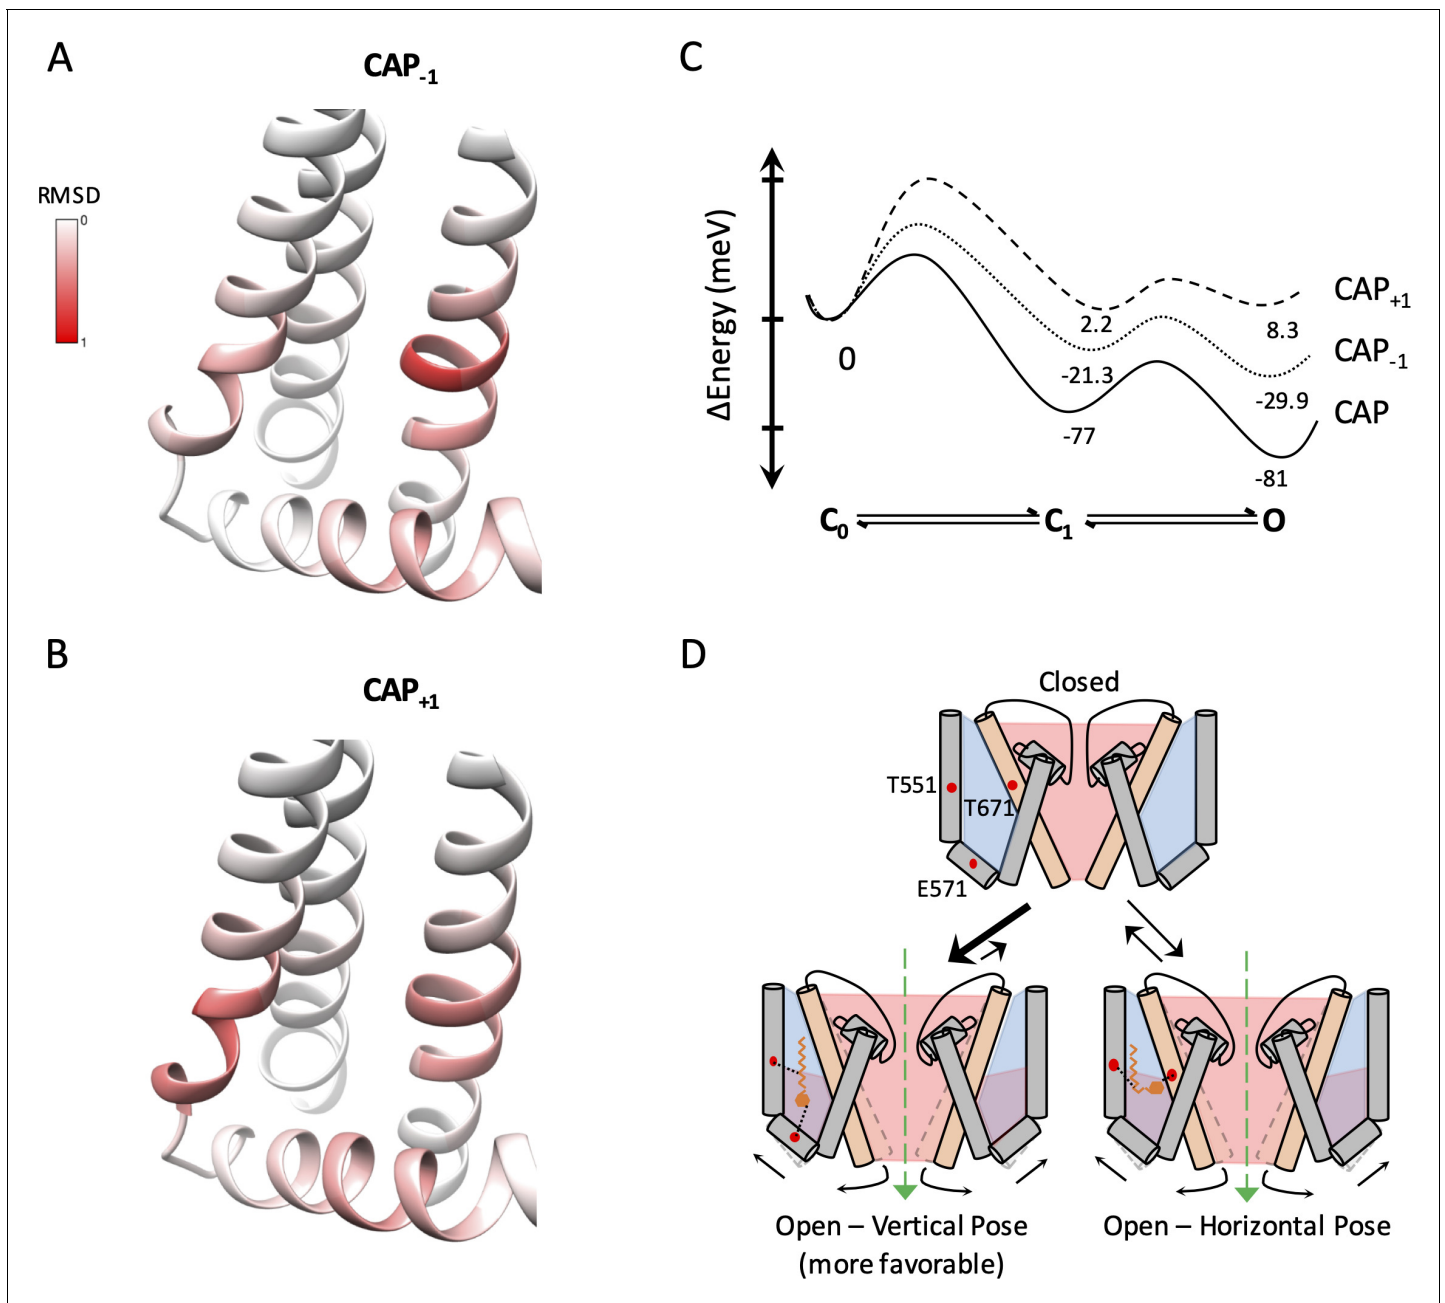 A
CAP-1
RMSD
0
1
B
CAP+1
C
ΔEnergy (meV)
0
2.2
8.3
CAP+1
-21.3
-29.9
CAP-1
-77
-81
CAP
C0
C1
O
D
Closed
T551
T671
E571
Open – Vertical Pose
(more favorable)
Open – Horizontal Pose